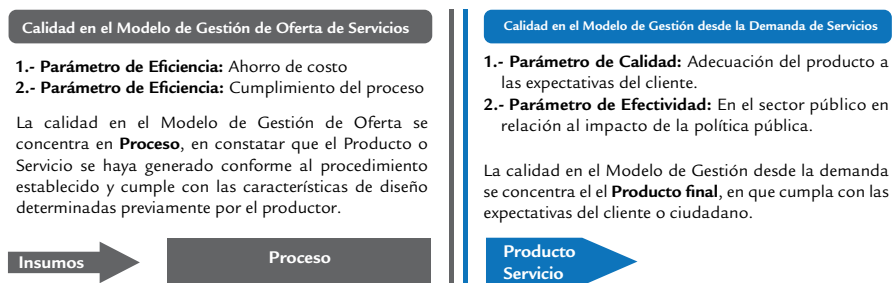 Calidad en el Modelo de Gestión de Oferta de Servicios
1.- Parámetro de Eficiencia: Ahorro de costo
2.- Parámetro de Eficiencia: Cumplimiento del proceso
La calidad en el Modelo de Gestión de Oferta se
concentra en Proceso, en constatar que el Producto o
Servicio se haya generado conforme al procedimiento
establecido y cumple con las características de diseño
determinadas previamente por el productor.
Insumos
Proceso
Calidad en el Modelo de Gestión desde la Demanda de Servicios
1.- Parámetro de Calidad: Adecuación del producto a
las expectativas del cliente.
2.- Parámetro de Efectividad: En el sector público en
relación al impacto de la política pública.
La calidad en el Modelo de Gestión desde la demanda
se concentra el el Producto final, en que cumpla con las
expectativas del cliente o ciudadano.
Producto
Servicio